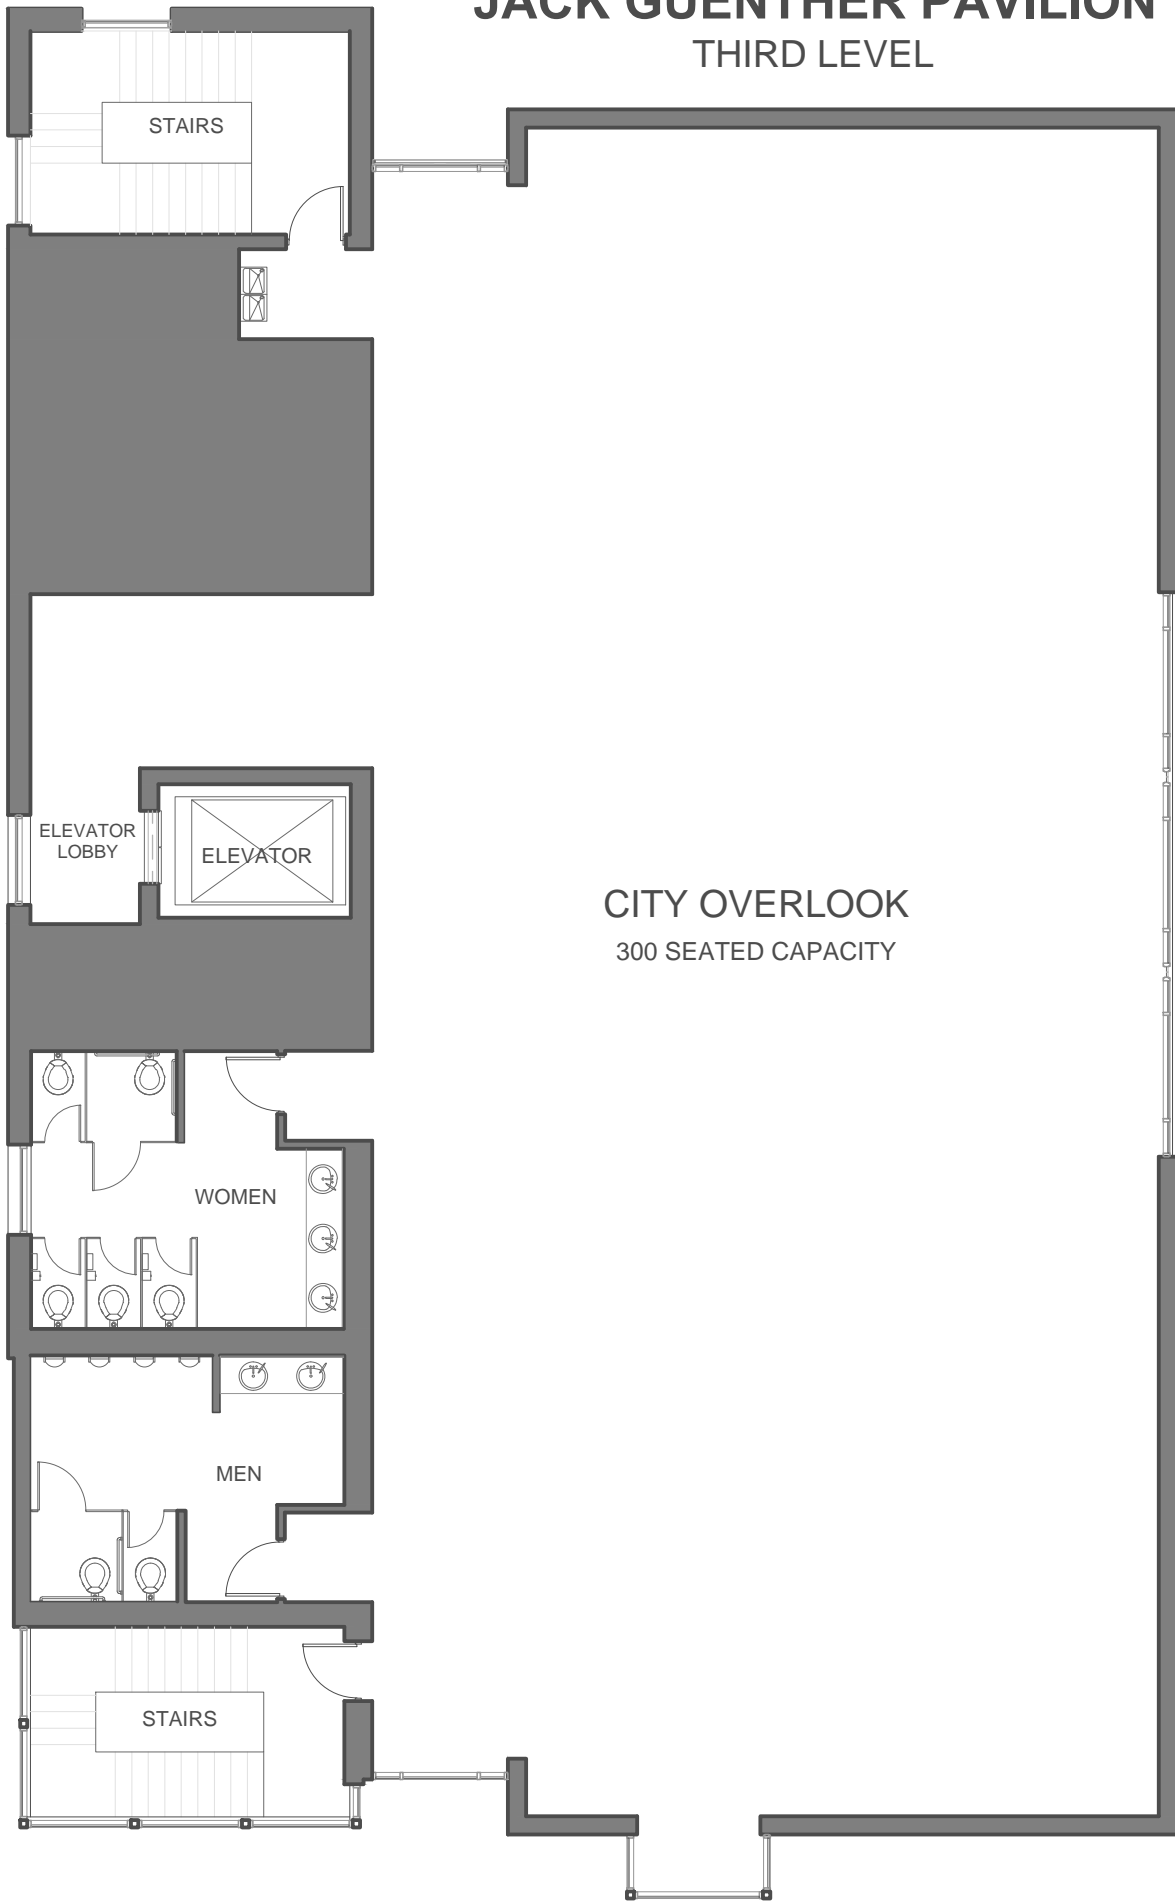 JACK GUENTHER PAVILION
THIRD LEVEL
STAIRS
ELEVATOR
LOBBY
ELEVATOR
CITY OVERLOOK
300 SEATED CAPACITY
WOMEN
MEN
STAIRS